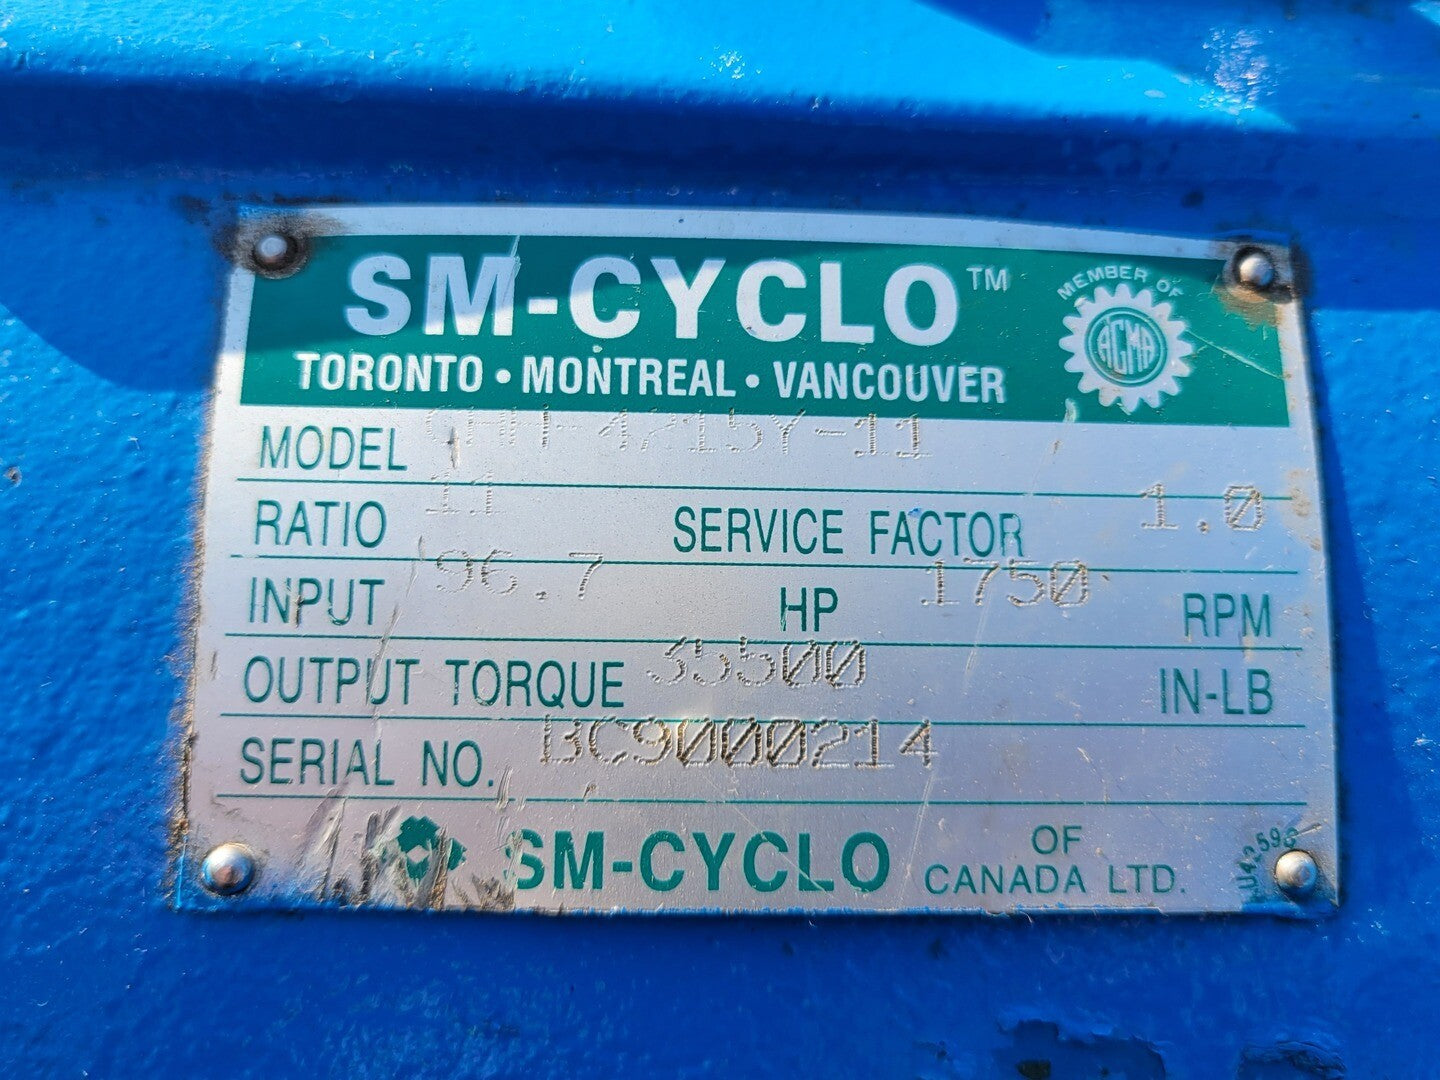 SM-CYCLO™
MEMBER OF
AGMA
TORONTO • MONTREAL • VANCOUVER
MODEL
RATIO 11 SERVICE FACTOR 1.0
INPUT 96.7 HP 1750 RPM
OUTPUT TORQUE 35500 IN-LB
SERIAL NO. BC9000214
SM-CYCLO OF
CANADA LTD.